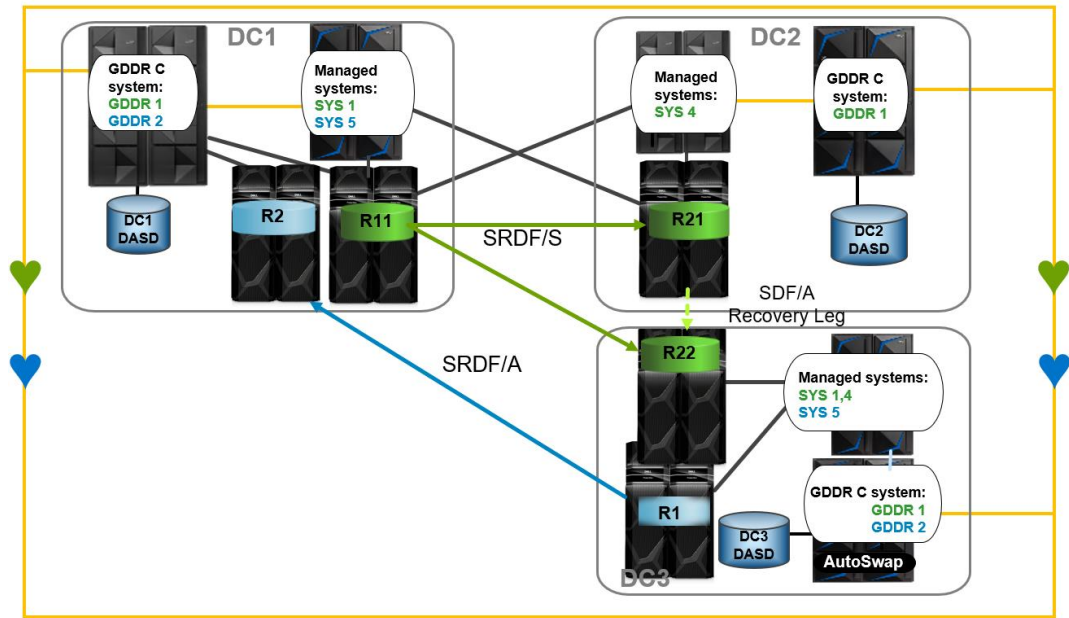 DC1
GDDR C
system:
GDDR 1
GDDR 2
Managed
systems:
SYS 1
SYS 5
DC1
DASD
R2
R11
DC2
Managed
systems:
SYS 4
GDDR C
system:
GDDR 1
R21
DC2
DASD
SRDF/S
SDF/A
Recovery Leg
SRDF/A
R22
Managed systems:
SYS 1,4
SYS 5
GDDR C system:
GDDR 1
GDDR 2
R1
DC3
DASD
AutoSwap
DC3